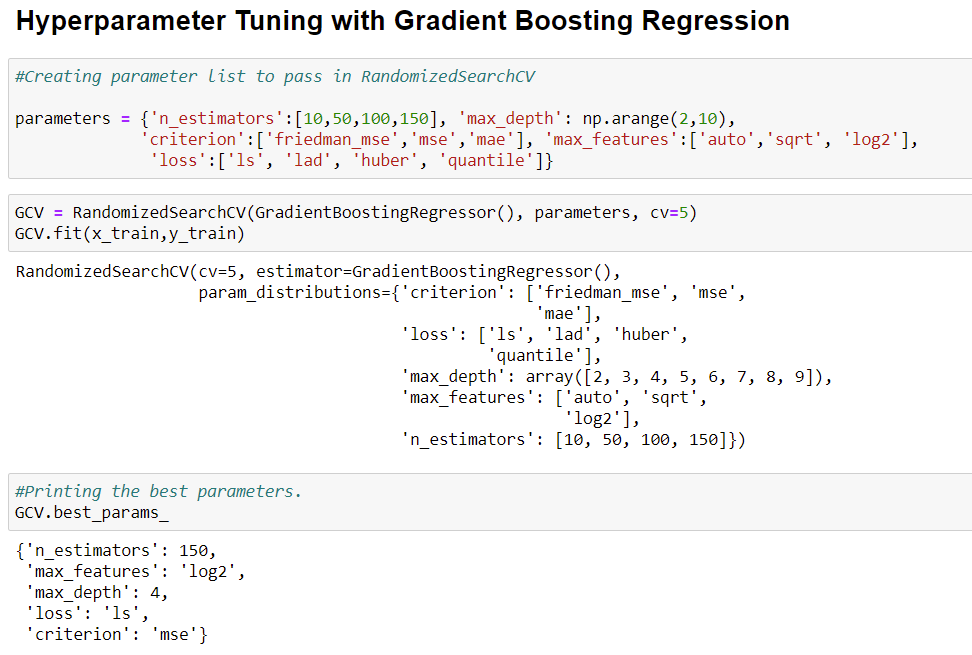 Hyperparameter Tuning with Gradient Boosting Regression
#Creating parameter list to pass in RandomizedSearchCV
parameters = {'n_estimators':[10,50,100,150], 'max_depth': np.arange(2,10),
'criterion':['friedman_mse','mse','mae'], 'max_features':['auto','sqrt', 'log2'],
'loss':['ls', 'lad', 'huber', 'quantile']}
GCV = RandomizedSearchCV(GradientBoostingRegressor(), parameters, cv=5)
GCV.fit(x_train,y_train)
RandomizedSearchCV(cv=5, estimator=GradientBoostingRegressor(),
param_distributions={'criterion': ['friedman_mse', 'mse',
'mae'],
'loss': ['ls', 'lad', 'huber',
'quantile'],
'max_depth': array([2, 3, 4, 5, 6, 7, 8, 9]),
'max_features': ['auto', 'sqrt',
'log2'],
'n_estimators': [10, 50, 100, 150]})
#Printing the best parameters.
GCV.best_params_
{'n_estimators': 150,
'max_features': 'log2',
'max_depth': 4,
'loss': 'ls',
'criterion': 'mse'}